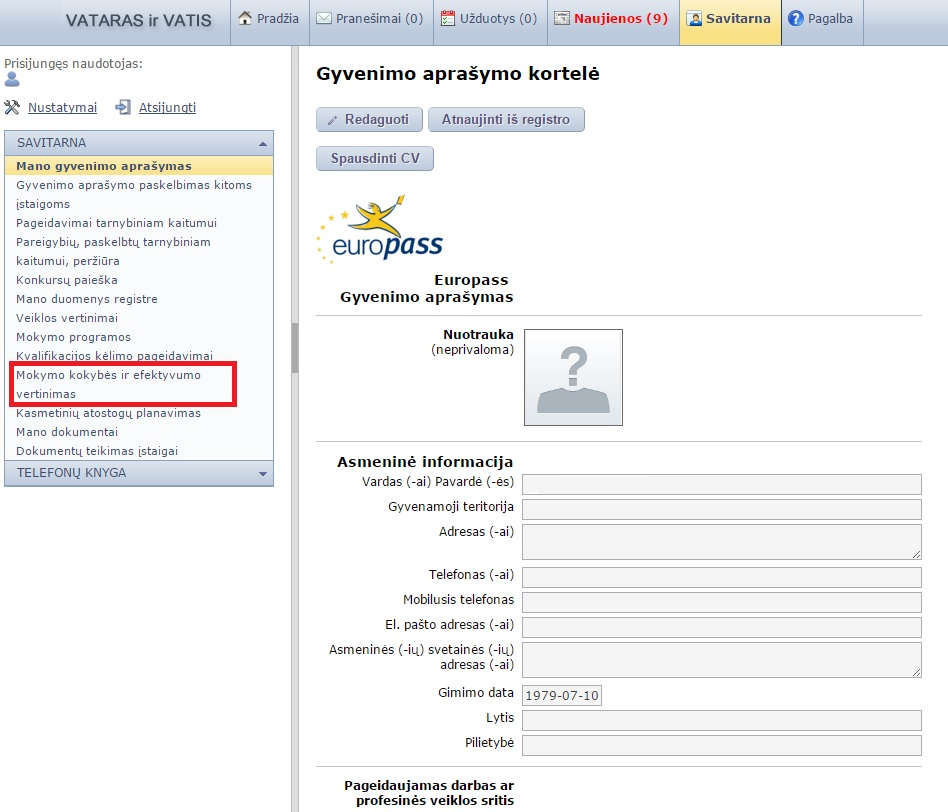 VATARAS ir VATIS
Pradžia
Pranešimai (0)
Užduotys (0)
Naujienos (9)
Savitarna
Pagalba
Prisijungęs naudotojas:
Nustatymai
Atsijungti
SAVITARNA
Mano gyvenimo aprašymas
Gyvenimo aprašymo paskelbimas kitoms
įstaigoms
Pageidavimai tarnybiniam kaitumui
Pareigybių, paskelbtų tarnybiniam
kaitumui, peržiūra
Konkursų paieška
Mano duomenys registre
Veiklos vertinimai
Mokymo programos
Kvalifikacijos kėlimo pageidavimai
Mokymo kokybės ir efektyvumo
vertinimas
Kasmetinių atostogų planavimas
Mano dokumentai
Dokumentų teikimas įstaigai
TELEFONŲ KNYGA
Gyvenimo aprašymo kortelė
Redaguoti
Atnaujinti iš registro
Spausdinti CV
europass
Europass
Gyvenimo aprašymas
Nuotrauka
(neprivaloma)
Asmeninė informacija
Vardas (-ai) Pavardė (-ės)
Gyvenamoji teritorija
Adresas (-ai)
Telefonas (-ai)
Mobilusis telefonas
El. pašto adresas (-ai)
Asmeninės (-ių) svetainės (-ių)
adresas (-ai)
Gimimo data 1979-07-10
Lytis
Pilietybė
Pageidaujamas darbas ar
profesinės veiklos sritis